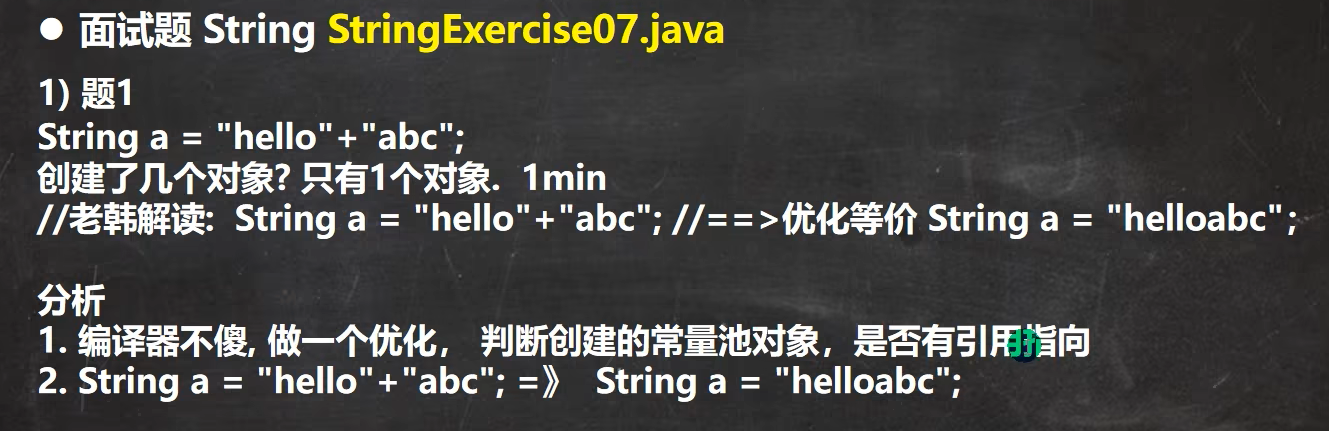 ● 面试题 String StringExercise07.java
1) 题1
String a = "hello"+"abc";
创建了几个对象? 只有1个对象. 1min
//老韩解读: String a = "hello"+"abc"; //==>优化等价 String a = "helloabc";
分析
1. 编译器不傻, 做一个优化， 判断创建的常量池对象，是否有引用指向
2. String a = "hello"+"abc"; =》 String a = "helloabc";